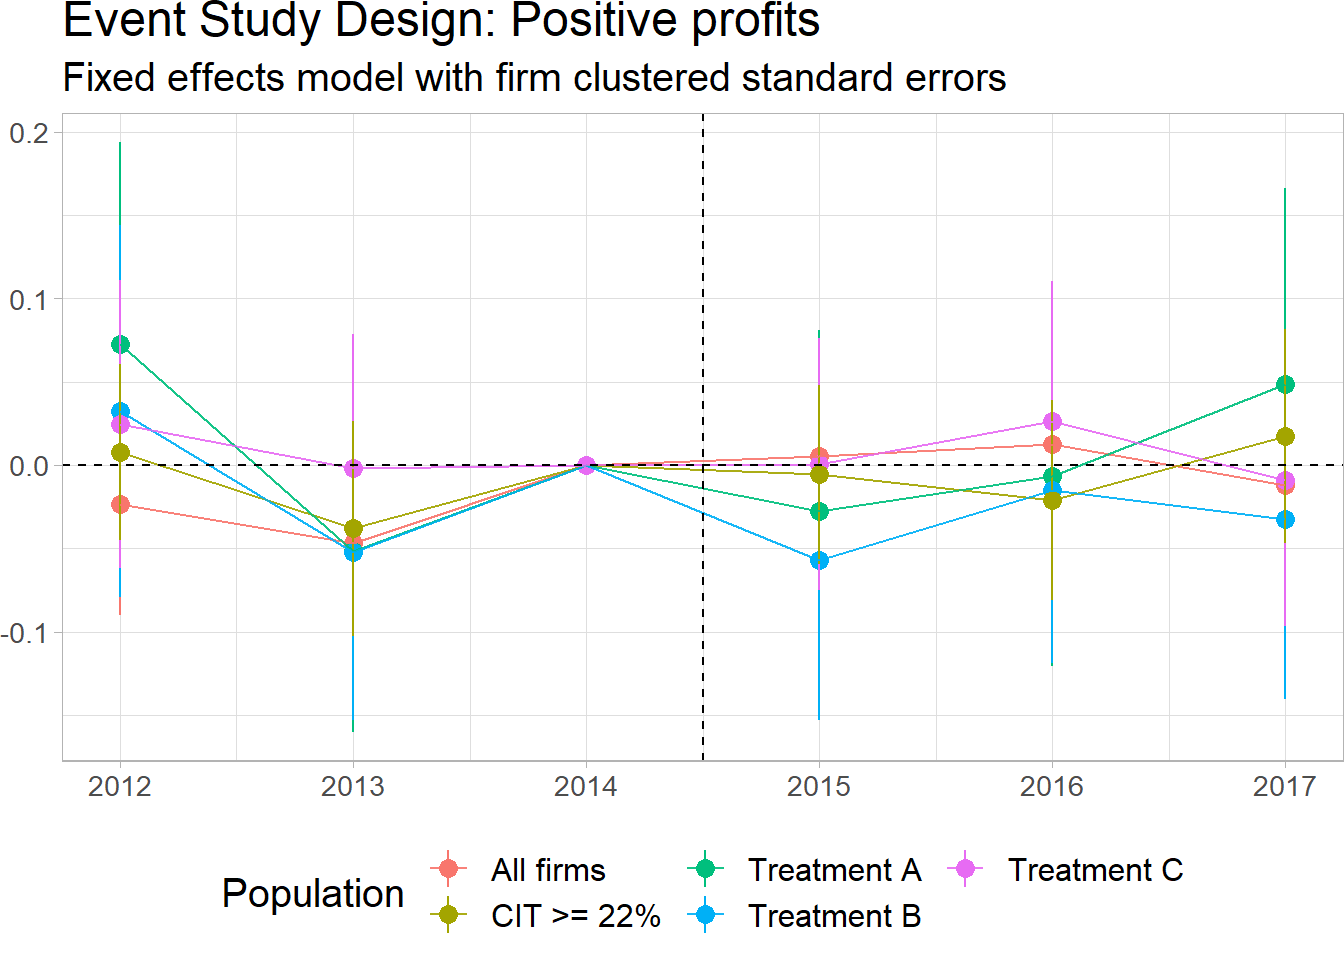 Event Study Design: Positive profits
Fixed effects model with firm clustered standard errors
0.2
0.1
0.0
-0.1
2012 2013 2014 2015 2016 2017
Population
All firms Treatment A Treatment C
CIT >= 22% Treatment B